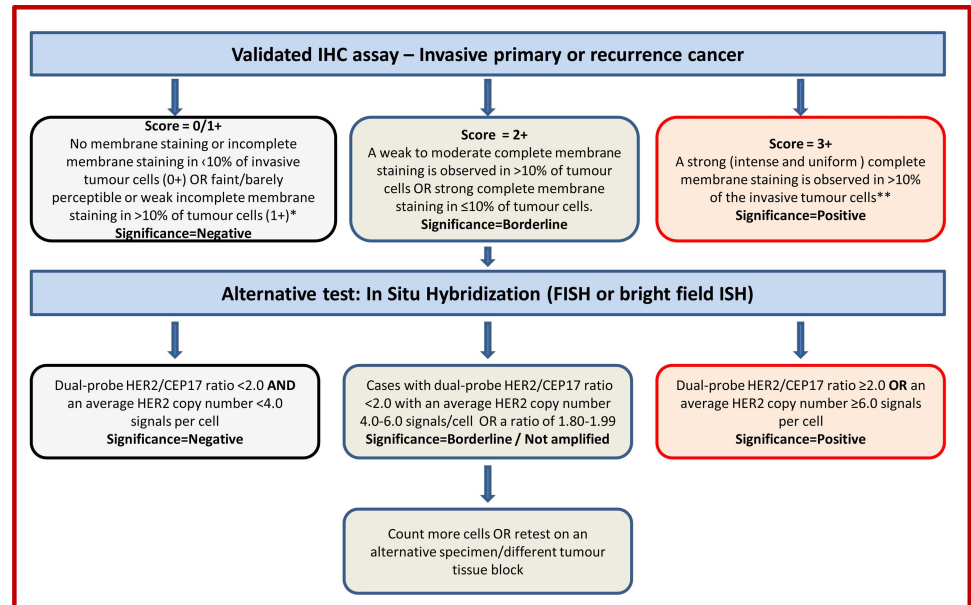 Validated IHC assay – Invasive primary or recurrence cancer
Score = 0/1+
No membrane staining or incomplete
membrane staining in ‹10% of invasive
tumour cells (0+) OR faint/barely
perceptible or weak incomplete membrane
staining in >10% of tumour cells (1+)*
Significance=Negative
Score = 2+
A weak to moderate complete membrane
staining is observed in >10% of tumour
cells OR strong complete membrane
staining in ≤10% of tumour cells.
Significance=Borderline
Score = 3+
A strong (intense and uniform ) complete
membrane staining is observed in >10%
of the invasive tumour cells**
Significance=Positive
Alternative test: In Situ Hybridization (FISH or bright field ISH)
Dual-probe HER2/CEP17 ratio <2.0 AND
an average HER2 copy number <4.0
signals per cell
Significance=Negative
Cases with dual-probe HER2/CEP17 ratio
<2.0 with an average HER2 copy number
4.0-6.0 signals/cell OR a ratio of 1.80-1.99
Significance=Borderline / Not amplified
Dual-probe HER2/CEP17 ratio ≥2.0 OR an
average HER2 copy number ≥6.0 signals
per cell
Significance=Positive
Count more cells OR retest on an
alternative specimen/different tumour
tissue block